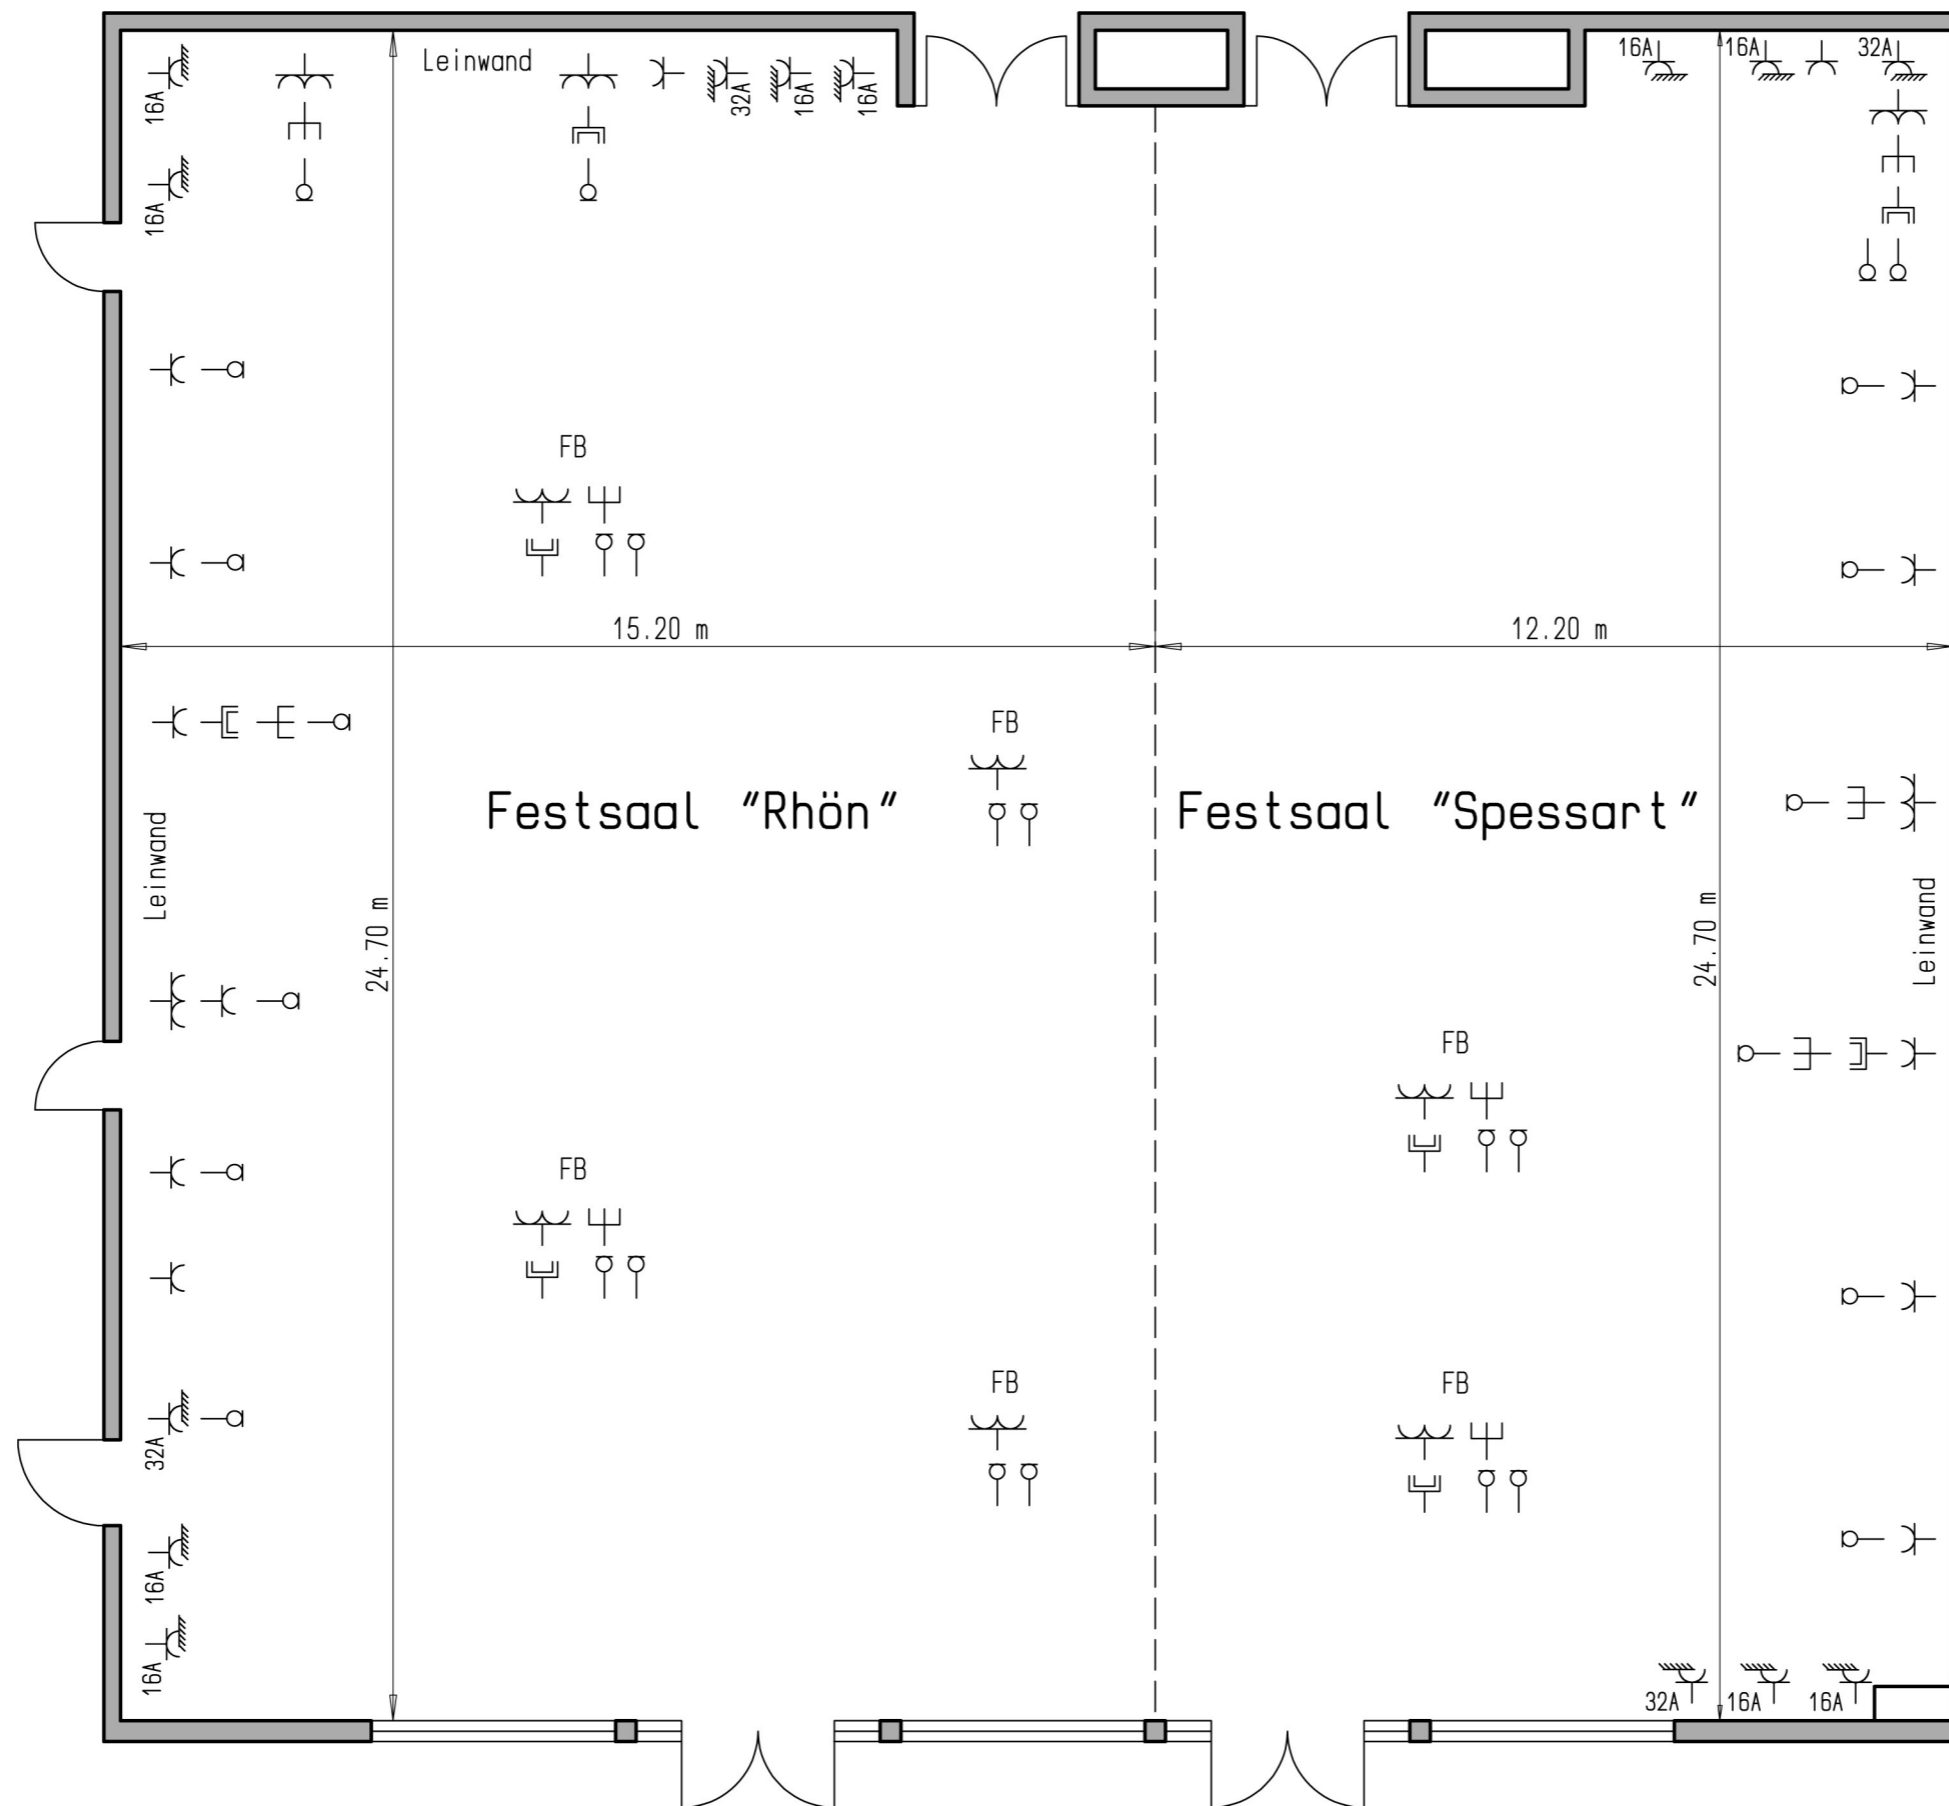 Leinwand
16A
16A
32A
16A
32A
16A
16A
16A
FB
15.20 m
12.20 m
FB
Festsaal "Rhön"
Festsaal "Spessart"
Leinwand
24.70 m
24.70 m
Leinwand
FB
FB
FB
FB
32A
16A
16A
32A
16A
16A